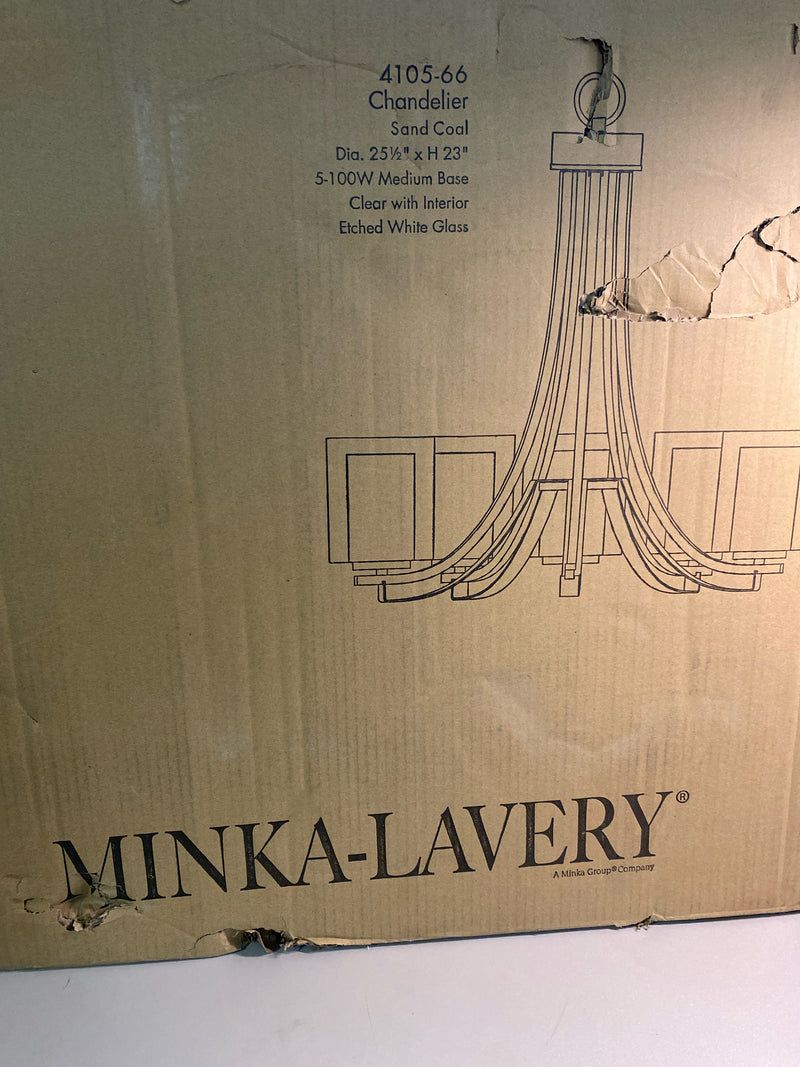 4105-66
Chandelier
Sand Coal
Dia. 25½" x H 23"
5-100W Medium Base
Clear with Interior
Etched White Glass
MINKA-LAVERY®
A Minka Group® Company